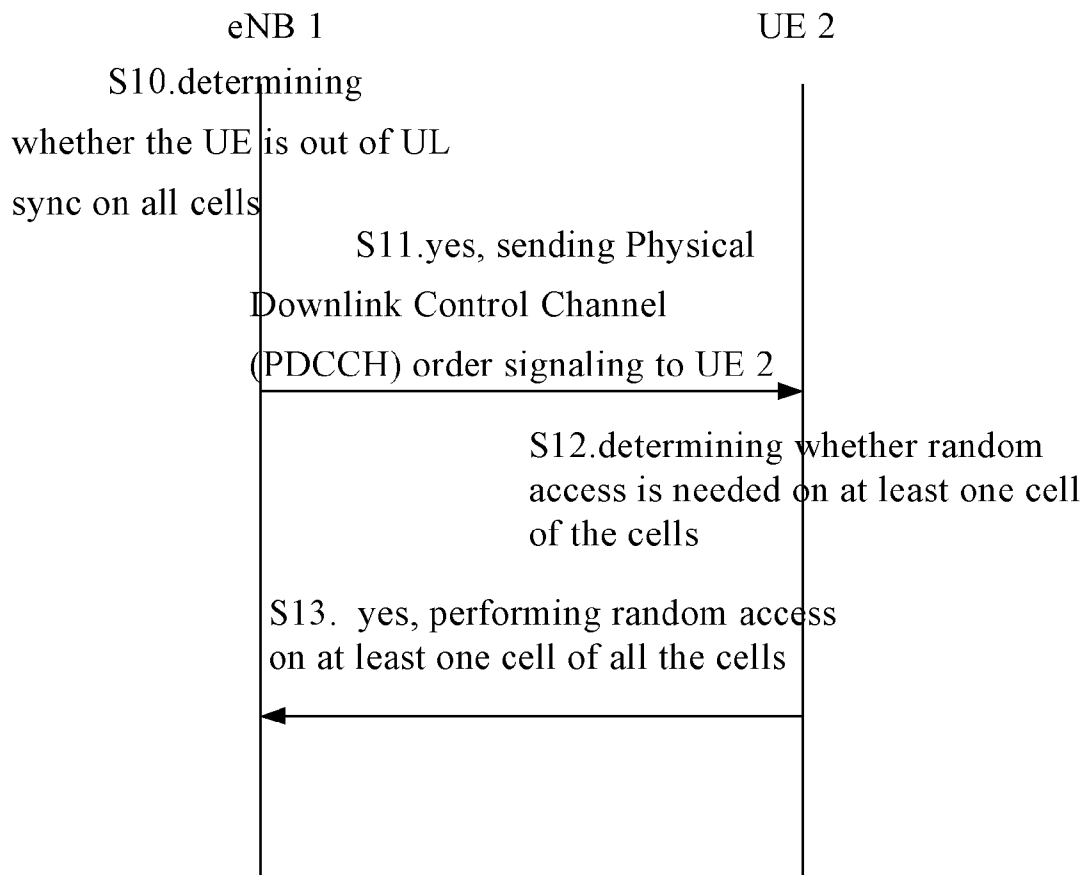 eNB 1
UE 2
S10.determining
whether the UE is out of UL
sync on all cells
S11.yes, sending Physical
Downlink Control Channel
(PDCCH) order signaling to UE 2
S12.determining whether random
access is needed on at least one cell
of the cells
S13. yes, performing random access
on at least one cell of all the cells